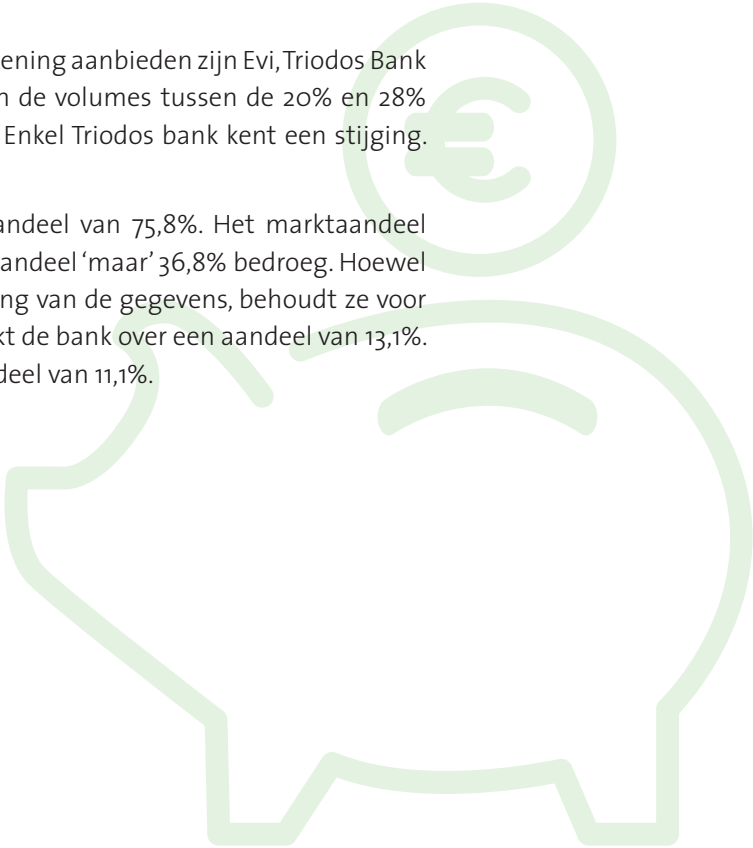 ening aanbieden zijn Evi, Triodos Bank
n de volumes tussen de 20% en 28%
Enkel Triodos bank kent een stijging.
andeel van 75,8%. Het marktaandeel
andeel ‘maar’ 36,8% bedroeg. Hoewel
ng van de gegevens, behoudt ze voor
kt de bank over een aandeel van 13,1%.
deel van 11,1%.